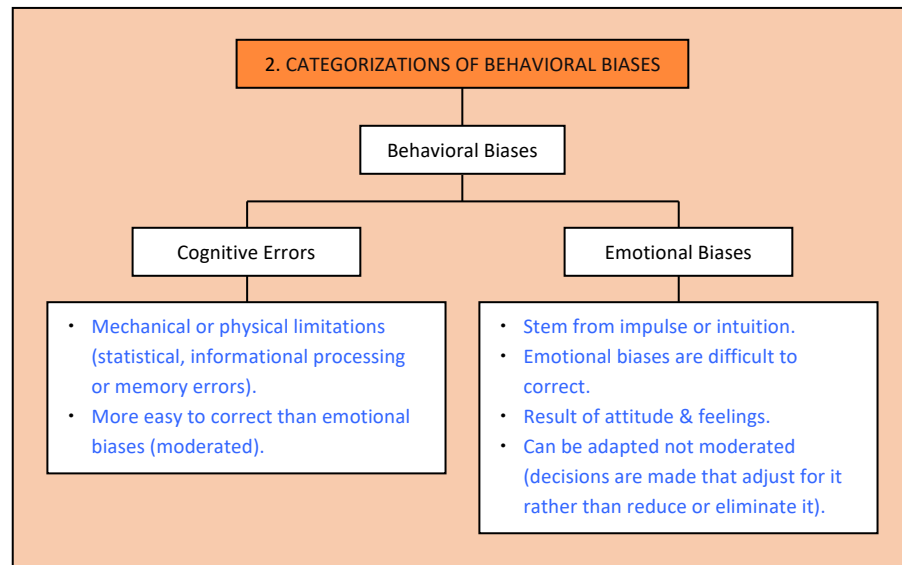 2. CATEGORIZATIONS OF BEHAVIORAL BIASES
Behavioral Biases
Cognitive Errors
Emotional Biases
· Mechanical or physical limitations
(statistical, informational processing
or memory errors).
· More easy to correct than emotional
biases (moderated).
· Stem from impulse or intuition.
· Emotional biases are difficult to
correct.
· Result of attitude & feelings.
· Can be adapted not moderated
(decisions are made that adjust for it
rather than reduce or eliminate it).